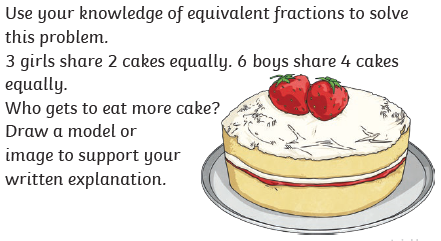 Use your knowledge of equivalent fractions to solve
this problem.
3 girls share 2 cakes equally. 6 boys share 4 cakes
equally.
Who gets to eat more cake?
Draw a model or
image to support your
written explanation.